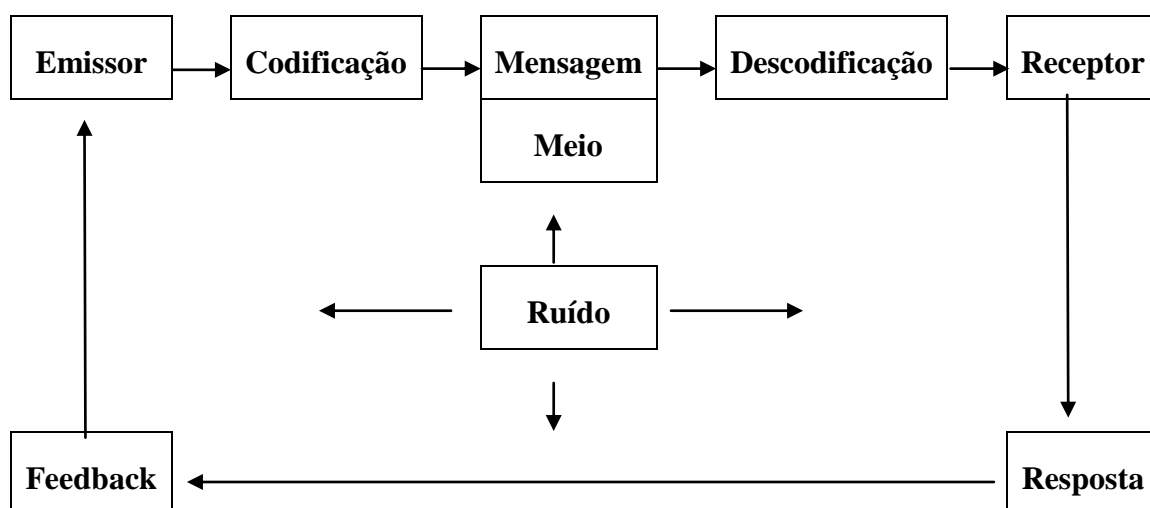 Emissor
Codificação
Mensagem
Descodificação
Receptor
Meio
Ruído
Feedback
Resposta